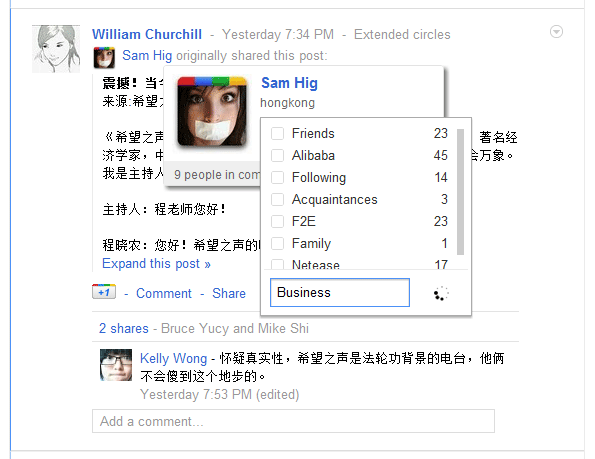 William Churchill - Yesterday 7:34 PM - Extended circles
Sam Hig originally shared this post:
震撼！当
来源:希望之
《希望之声
著名经
济学家，中
会万象。
我是主持人
主持人：程老师您好！
程晓农：您好！希望之声的
Expand this post »
Sam Hig
hongkong
9 people in com
Friends 23
Alibaba 45
Following 14
Acquaintances 3
F2E 23
Family 1
Netease 17
Business
+1 - Comment - Share
2 shares - Bruce Yucy and Mike Shi
Kelly Wong - 怀疑真实性，希望之声是法轮功背景的电台，他俩
不会傻到这个地步的。
Yesterday 7:53 PM (edited)
Add a comment...